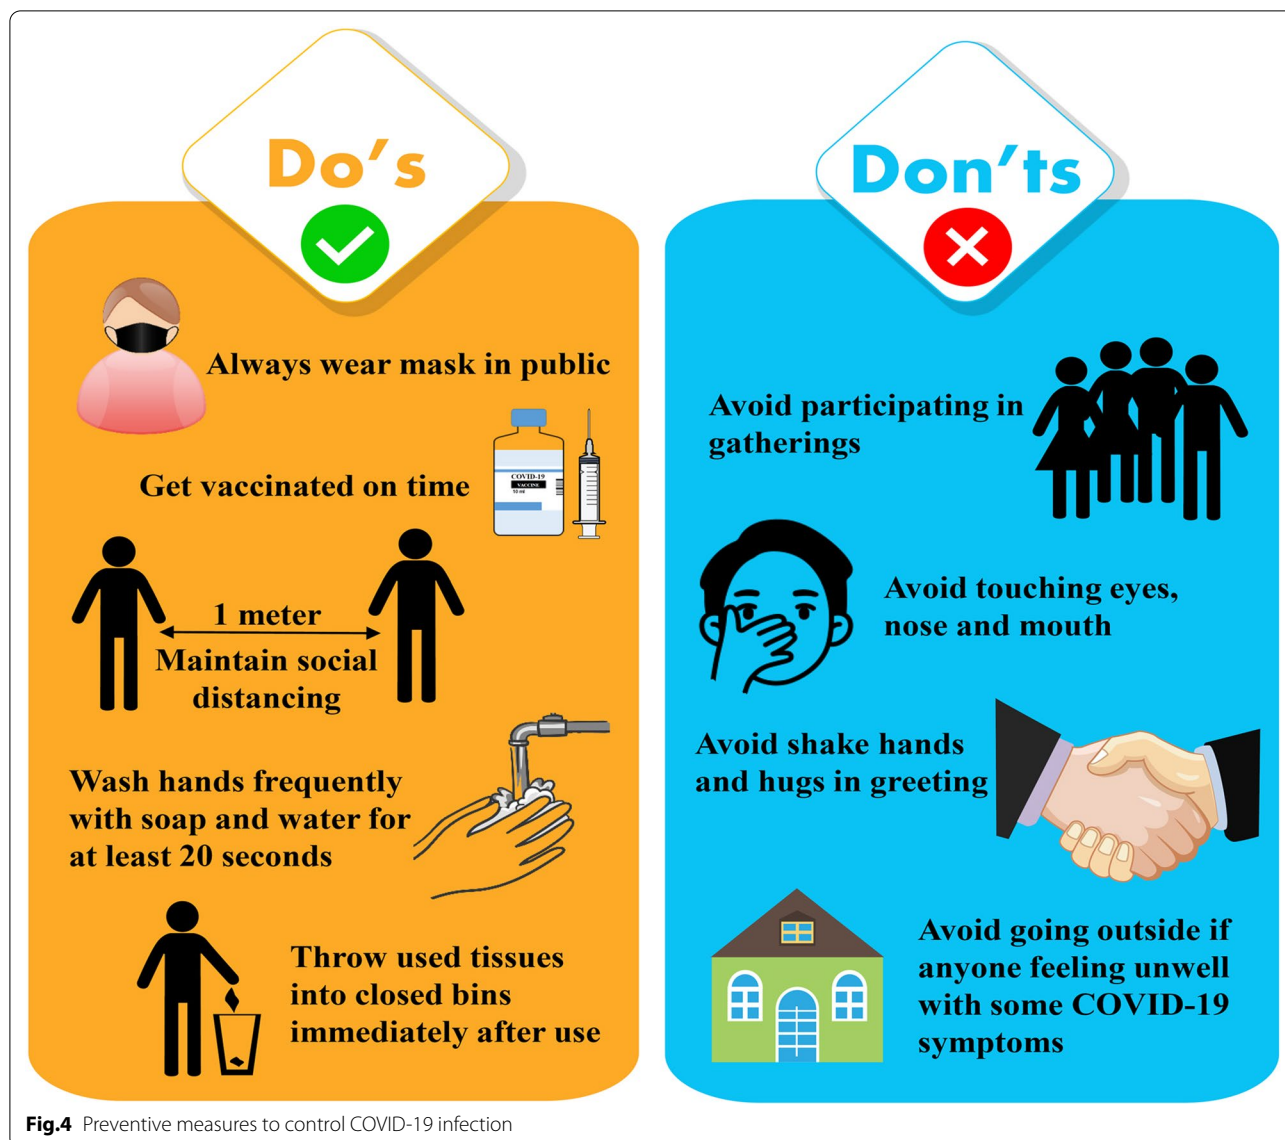 Do's
Always wear mask in public
Get vaccinated on time
COVID-19
VACCINE
10 ml
1 meter
Maintain social
distancing
Wash hands frequently
with soap and water for
at least 20 seconds
Throw used tissues
into closed bins
immediately after use
Don'ts
Avoid participating in
gatherings
Avoid touching eyes,
nose and mouth
Avoid shake hands
and hugs in greeting
Avoid going outside if
anyone feeling unwell
with some COVID-19
symptoms
Fig.4 Preventive measures to control COVID-19 infection